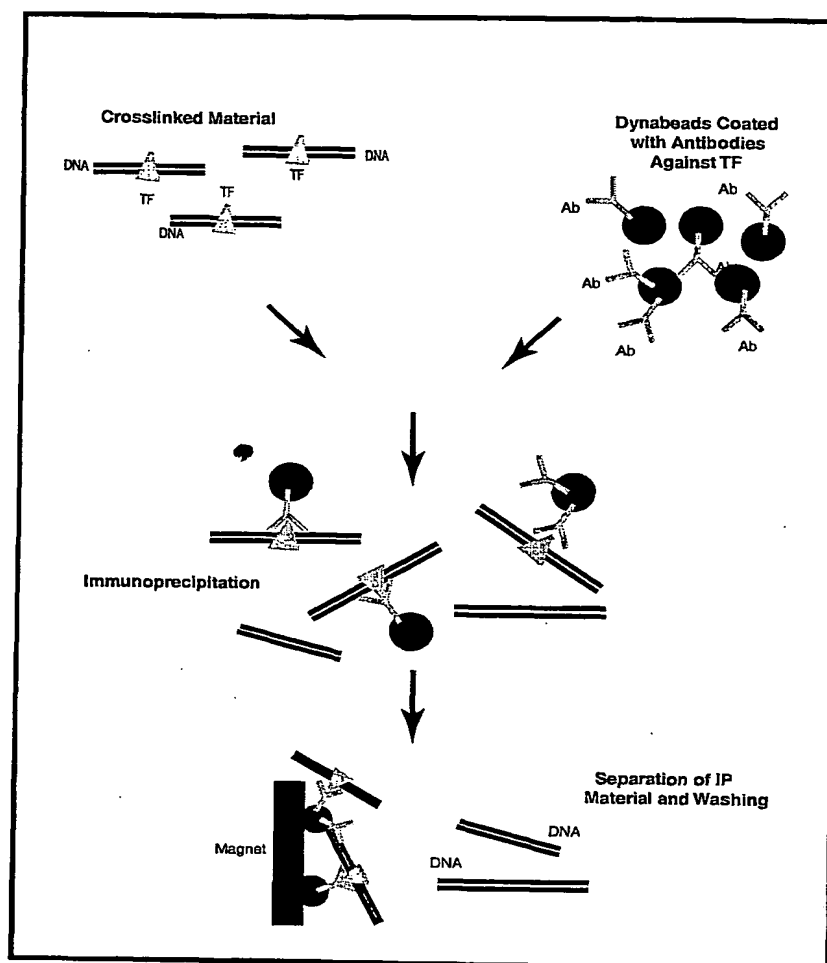 Crosslinked Material
DNA
TF
TF
TF
DNA
DNA
Dynabeads Coated
with Antibodies
Against TF
Ab
Ab
Ab
Ab
Ab
Ab
Immunoprecipitation
Separation of IP
Material and Washing
Magnet
DNA
DNA